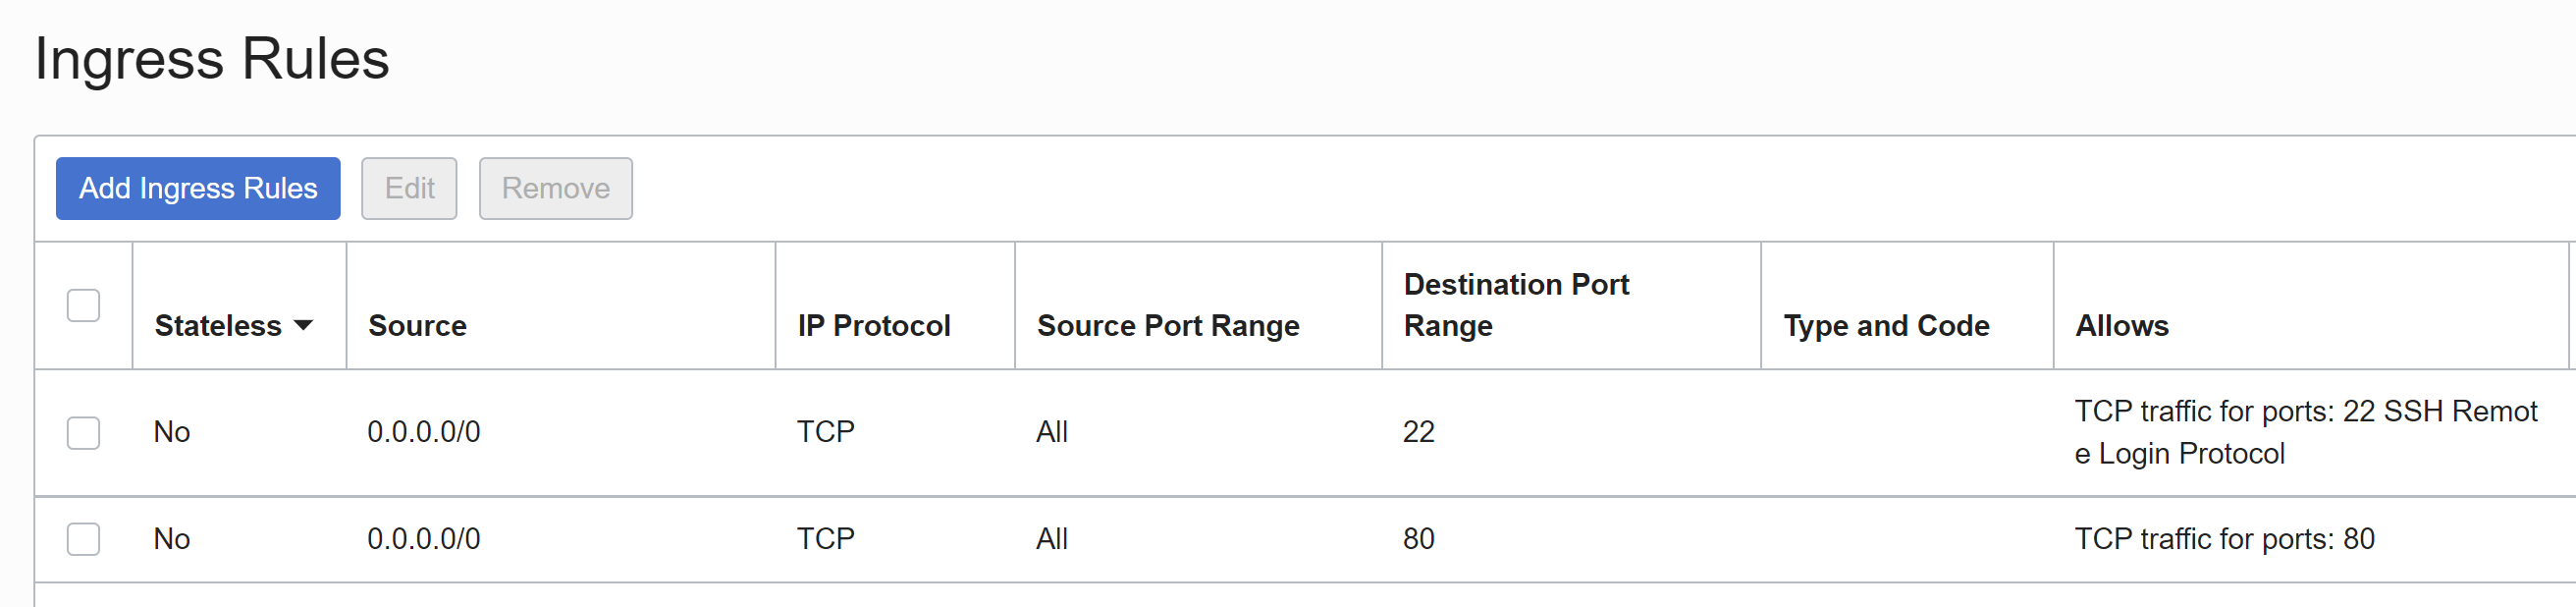 Ingress Rules
Add Ingress Rules Edit Remove
Stateless Source IP Protocol Source Port Range Destination Port Range Type and Code Allows
No 0.0.0.0/0 TCP All 22 TCP traffic for ports: 22 SSH Remot
e Login Protocol
No 0.0.0.0/0 TCP All 80 TCP traffic for ports: 80